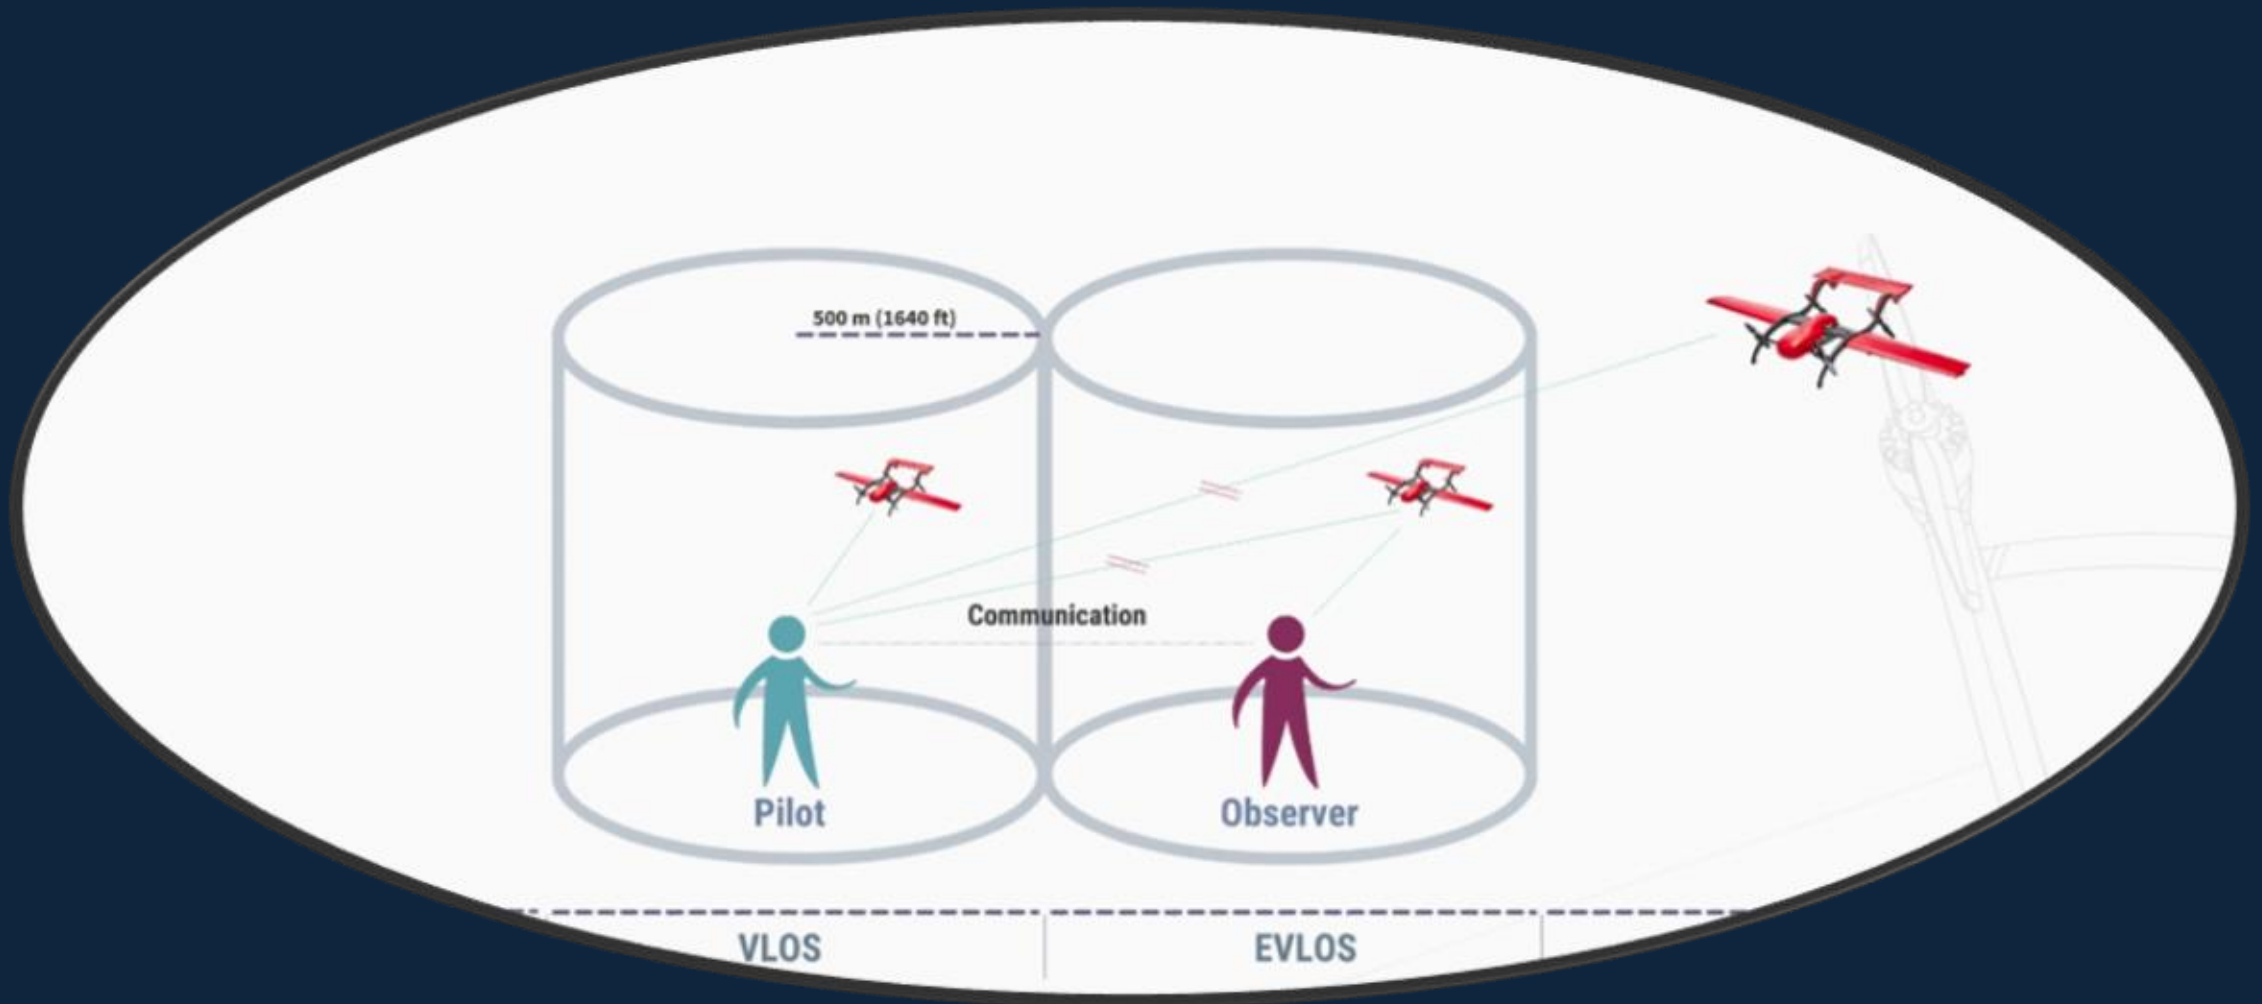 500 m (1640 ft)
Communication
Pilot
Observer
VLOS
EVLOS